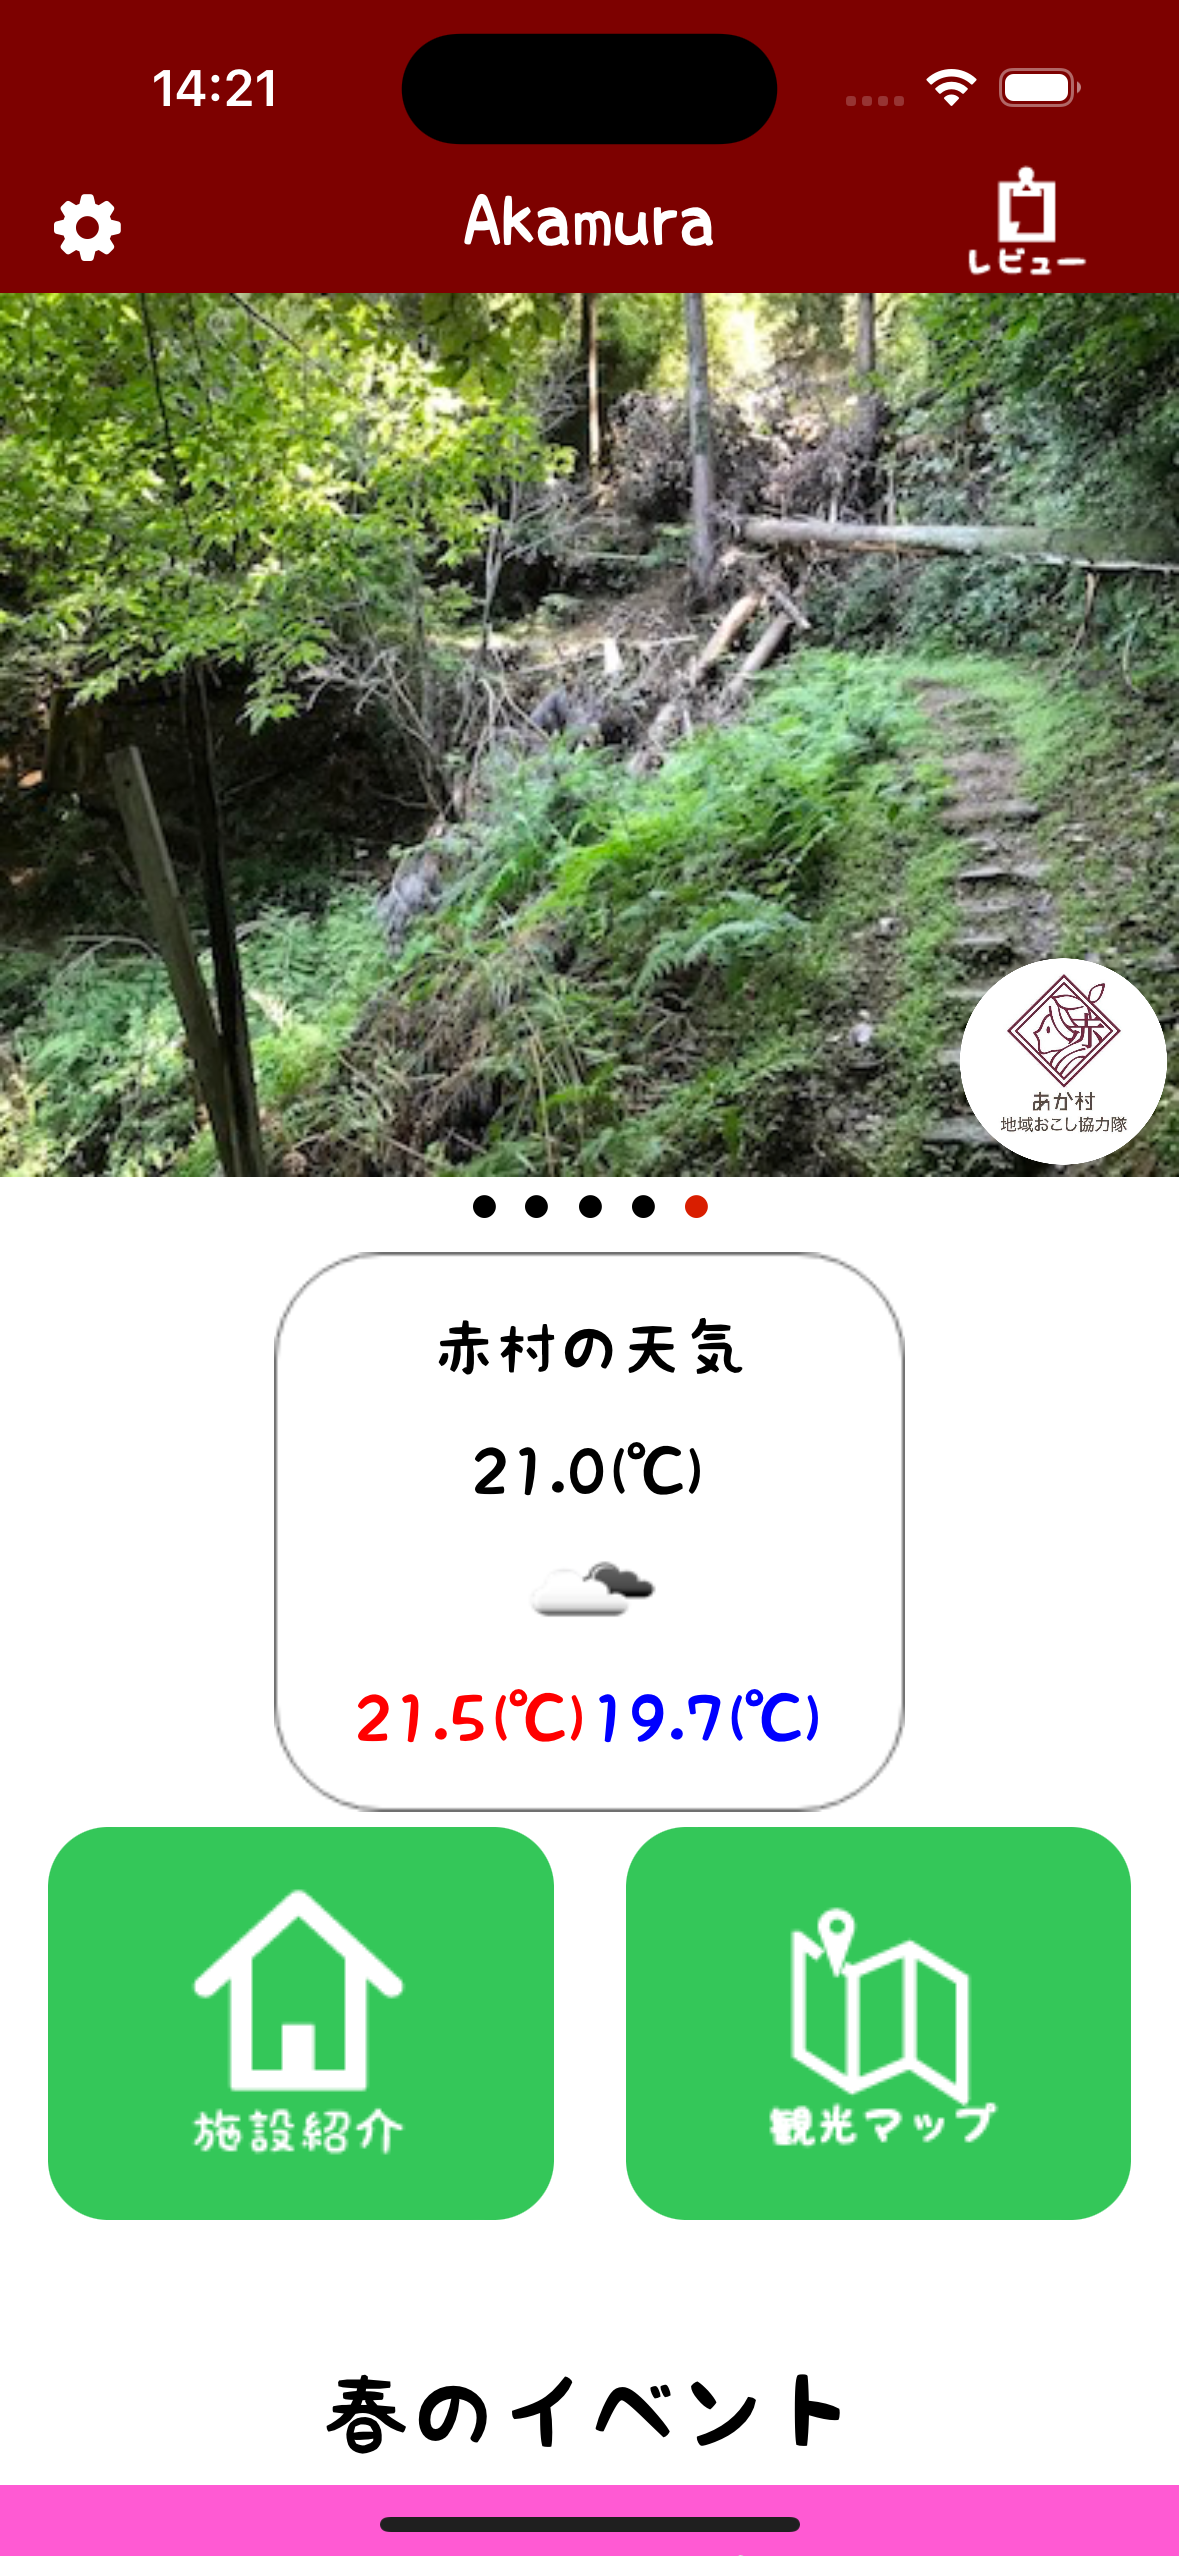 14:21
Akamura
レビュー
赤
あか村
地域おこし協力隊
赤村の天気
21.0(℃)
21.5(℃) 19.7(℃)
施設紹介
観光マップ
春のイベント